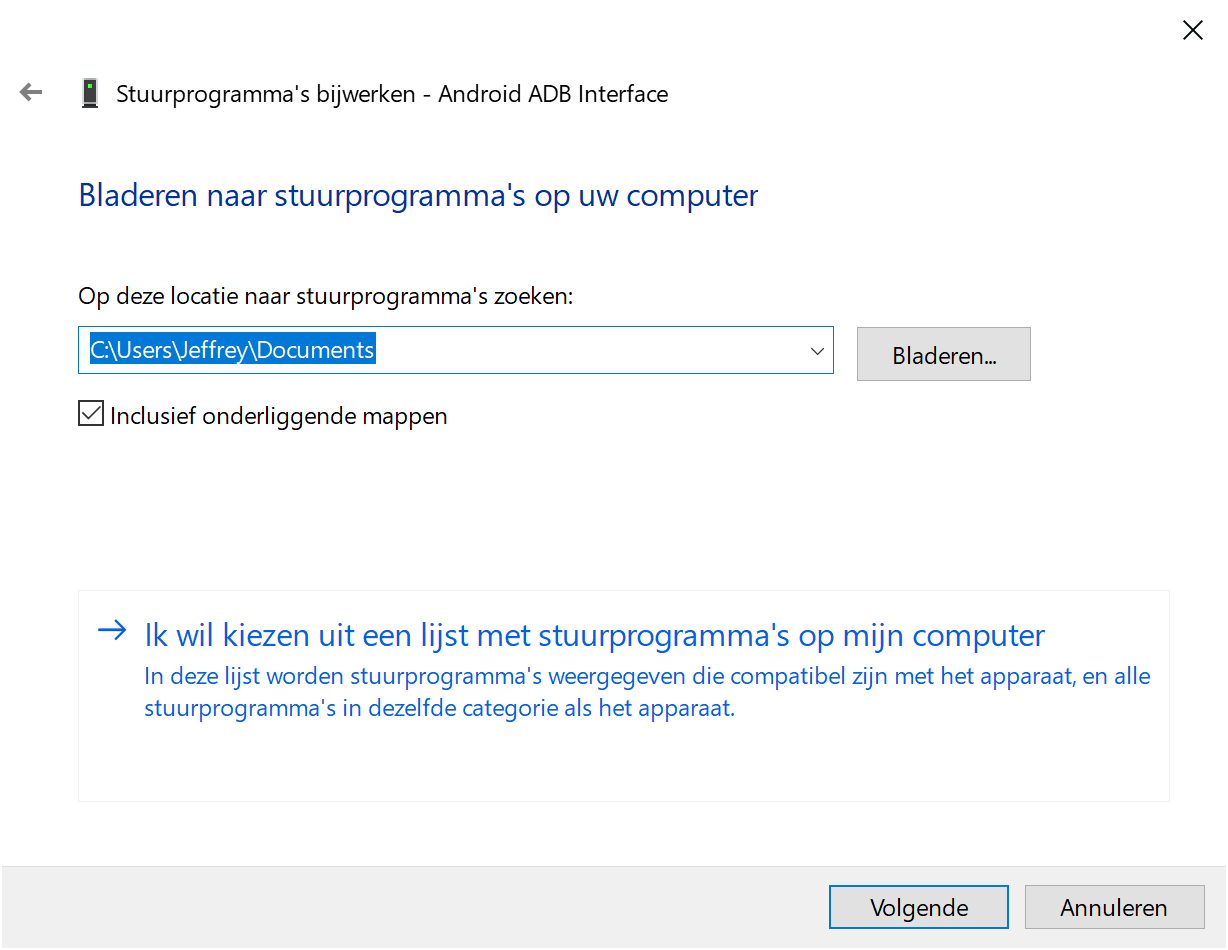 Stuurprogramma's bijwerken - Android ADB Interface
Bladeren naar stuurprogramma's op uw computer
Op deze locatie naar stuurprogramma's zoeken:
C:\Users\Jeffrey\Documents
Bladeren...
Inclusief onderliggende mappen
Ik wil kiezen uit een lijst met stuurprogramma's op mijn computer
In deze lijst worden stuurprogramma's weergegeven die compatibel zijn met het apparaat, en alle
stuurprogramma's in dezelfde categorie als het apparaat.
Volgende
Annuleren